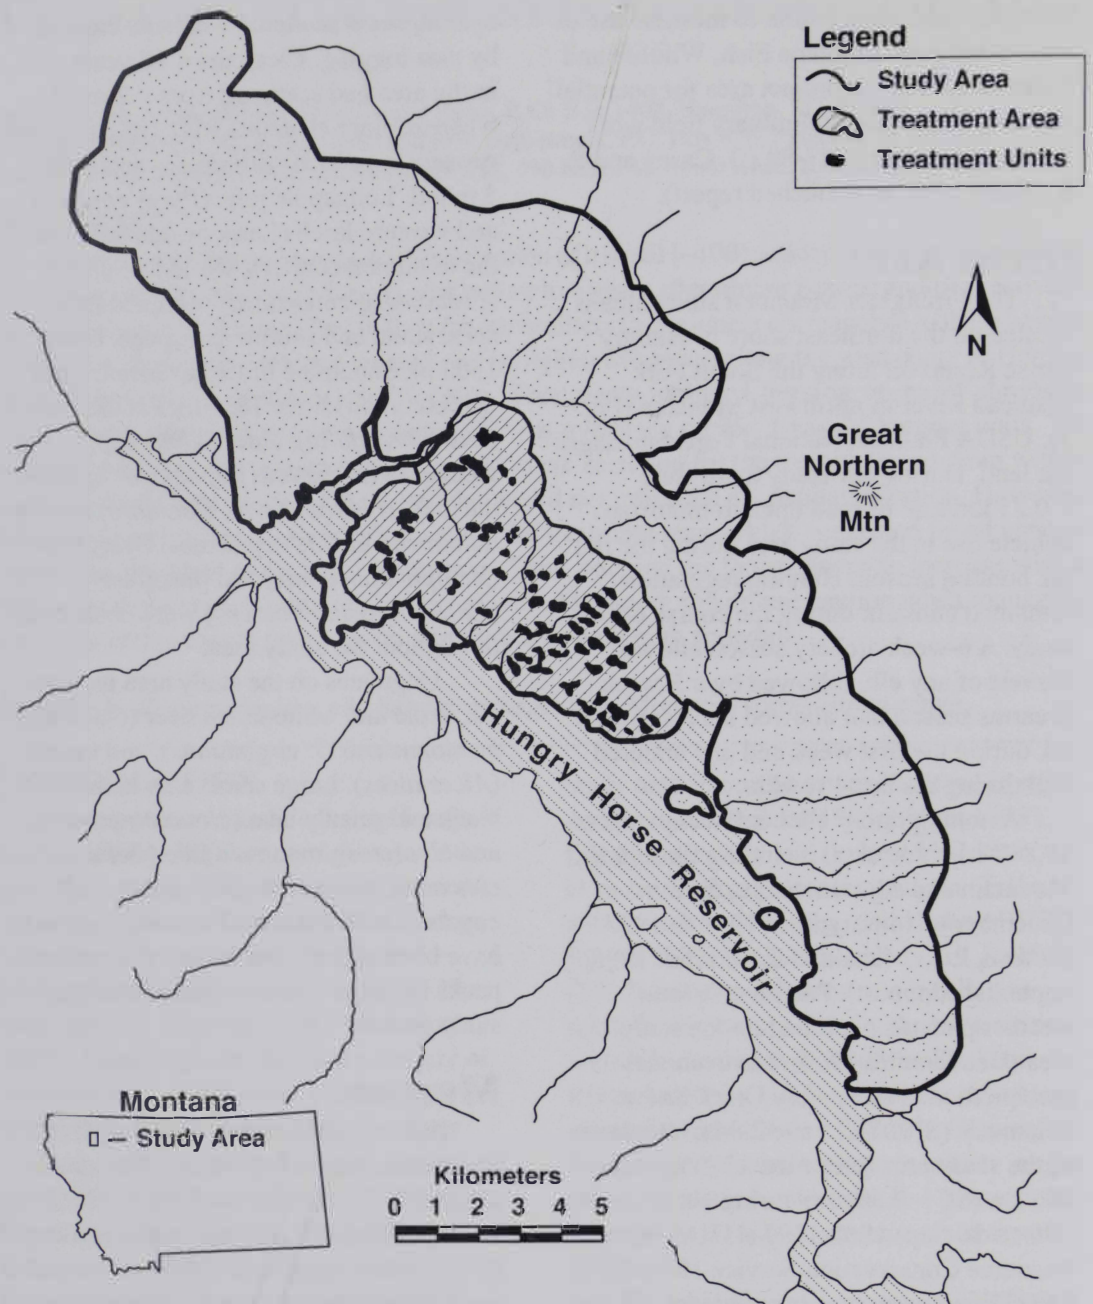 Legend
Study Area
Treatment Area
Treatment Units
N
Great
Northern
Mtn
Hungry Horse Reservoir
Montana
– Study Area
Kilometers
0 1 2 3 4 5